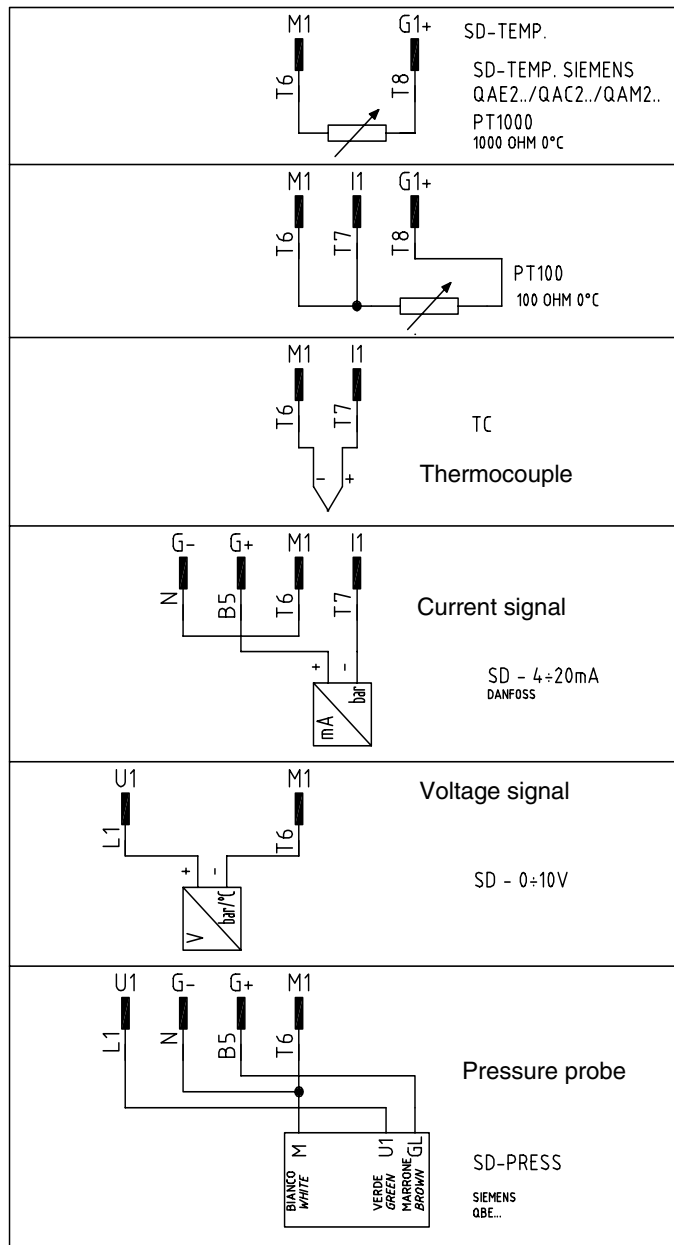 M1 G1+ SD-TEMP.
T6 T8
SD-TEMP. SIEMENS
QAE2../QAC2../QAM2..
PT1000
1000 OHM 0°C
M1 I1 G1+
T6 T7 T8
PT100
100 OHM 0°C
M1 I1
T6 T7
TC
- +
Thermocouple
G- G+ M1 I1
N B5 T6 T7
Current signal
+ -
mA bar
SD - 4÷20mA
DANFOSS
U1 M1
Voltage signal
L1 T6
+ -
V bar/°C
SD - 0÷10V
U1 G- G+ M1
L1 N B5 T6
Pressure probe
M U1 GL
BIANCO VERDE MARRONE
WHITE GREEN BROWN
SD-PRESS
SIEMENS
QBE...